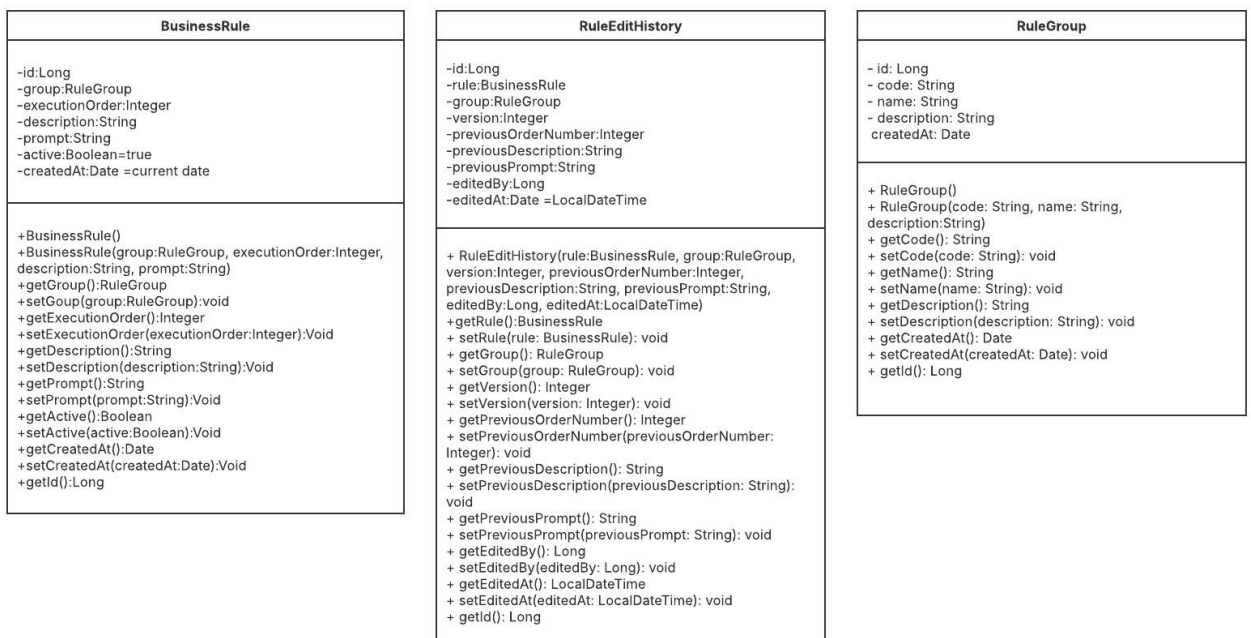 BusinessRule
-id:Long
-group:RuleGroup
-executionOrder:Integer
-description:String
-prompt:String
-active:Boolean=true
-createdAt:Date =current date
+BusinessRule()
+BusinessRule(group:RuleGroup, executionOrder:Integer,
description:String, prompt:String)
+getGroup():RuleGroup
+setGoup(group:RuleGroup):void
+getExecutionOrder():Integer
+setExecutionOrder(executionOrder:Integer):Void
+getDescription():String
+setDescription(description:String):Void
+getPrompt():String
+setPrompt(prompt:String):Void
+getActive():Boolean
+setActive(active:Boolean):Void
+getCreatedAt():Date
+setCreatedAt(createdAt:Date):Void
+getId():Long
RuleEditHistory
-id:Long
-rule:BusinessRule
-group:RuleGroup
-version:Integer
-previousOrderNumber:Integer
-previousDescription:String
-previousPrompt:String
-editedBy:Long
-editedAt:Date =LocalDateTime
+ RuleEditHistory(rule:BusinessRule, group:RuleGroup,
version:Integer, previousOrderNumber:Integer,
previousDescription:String, previousPrompt:String,
editedBy:Long, editedAt:LocalDateTime)
+getRule():BusinessRule
+ setRule(rule: BusinessRule): void
+ getGroup(): RuleGroup
+ setGroup(group: RuleGroup): void
+ getVersion(): Integer
+ setVersion(version: Integer): void
+ getPreviousOrderNumber(): Integer
+ setPreviousOrderNumber(previousOrderNumber:
Integer): void
+ getPreviousDescription(): String
+ setPreviousDescription(previousDescription: String):
void
+ getPreviousPrompt(): String
+ setPreviousPrompt(previousPrompt: String): void
+ getEditedBy(): Long
+ setEditedBy(editedBy: Long): void
+ getEditedAt(): LocalDateTime
+ setEditedAt(editedAt: LocalDateTime): void
+ getId(): Long
RuleGroup
- id: Long
- code: String
- name: String
- description: String
createdAt: Date
+ RuleGroup()
+ RuleGroup(code: String, name: String,
description:String)
+ getCode(): String
+ setCode(code: String): void
+ getName(): String
+ setName(name: String): void
+ getDescription(): String
+ setDescription(description: String): void
+ getCreatedAt(): Date
+ setCreatedAt(createdAt: Date): void
+ getId(): Long